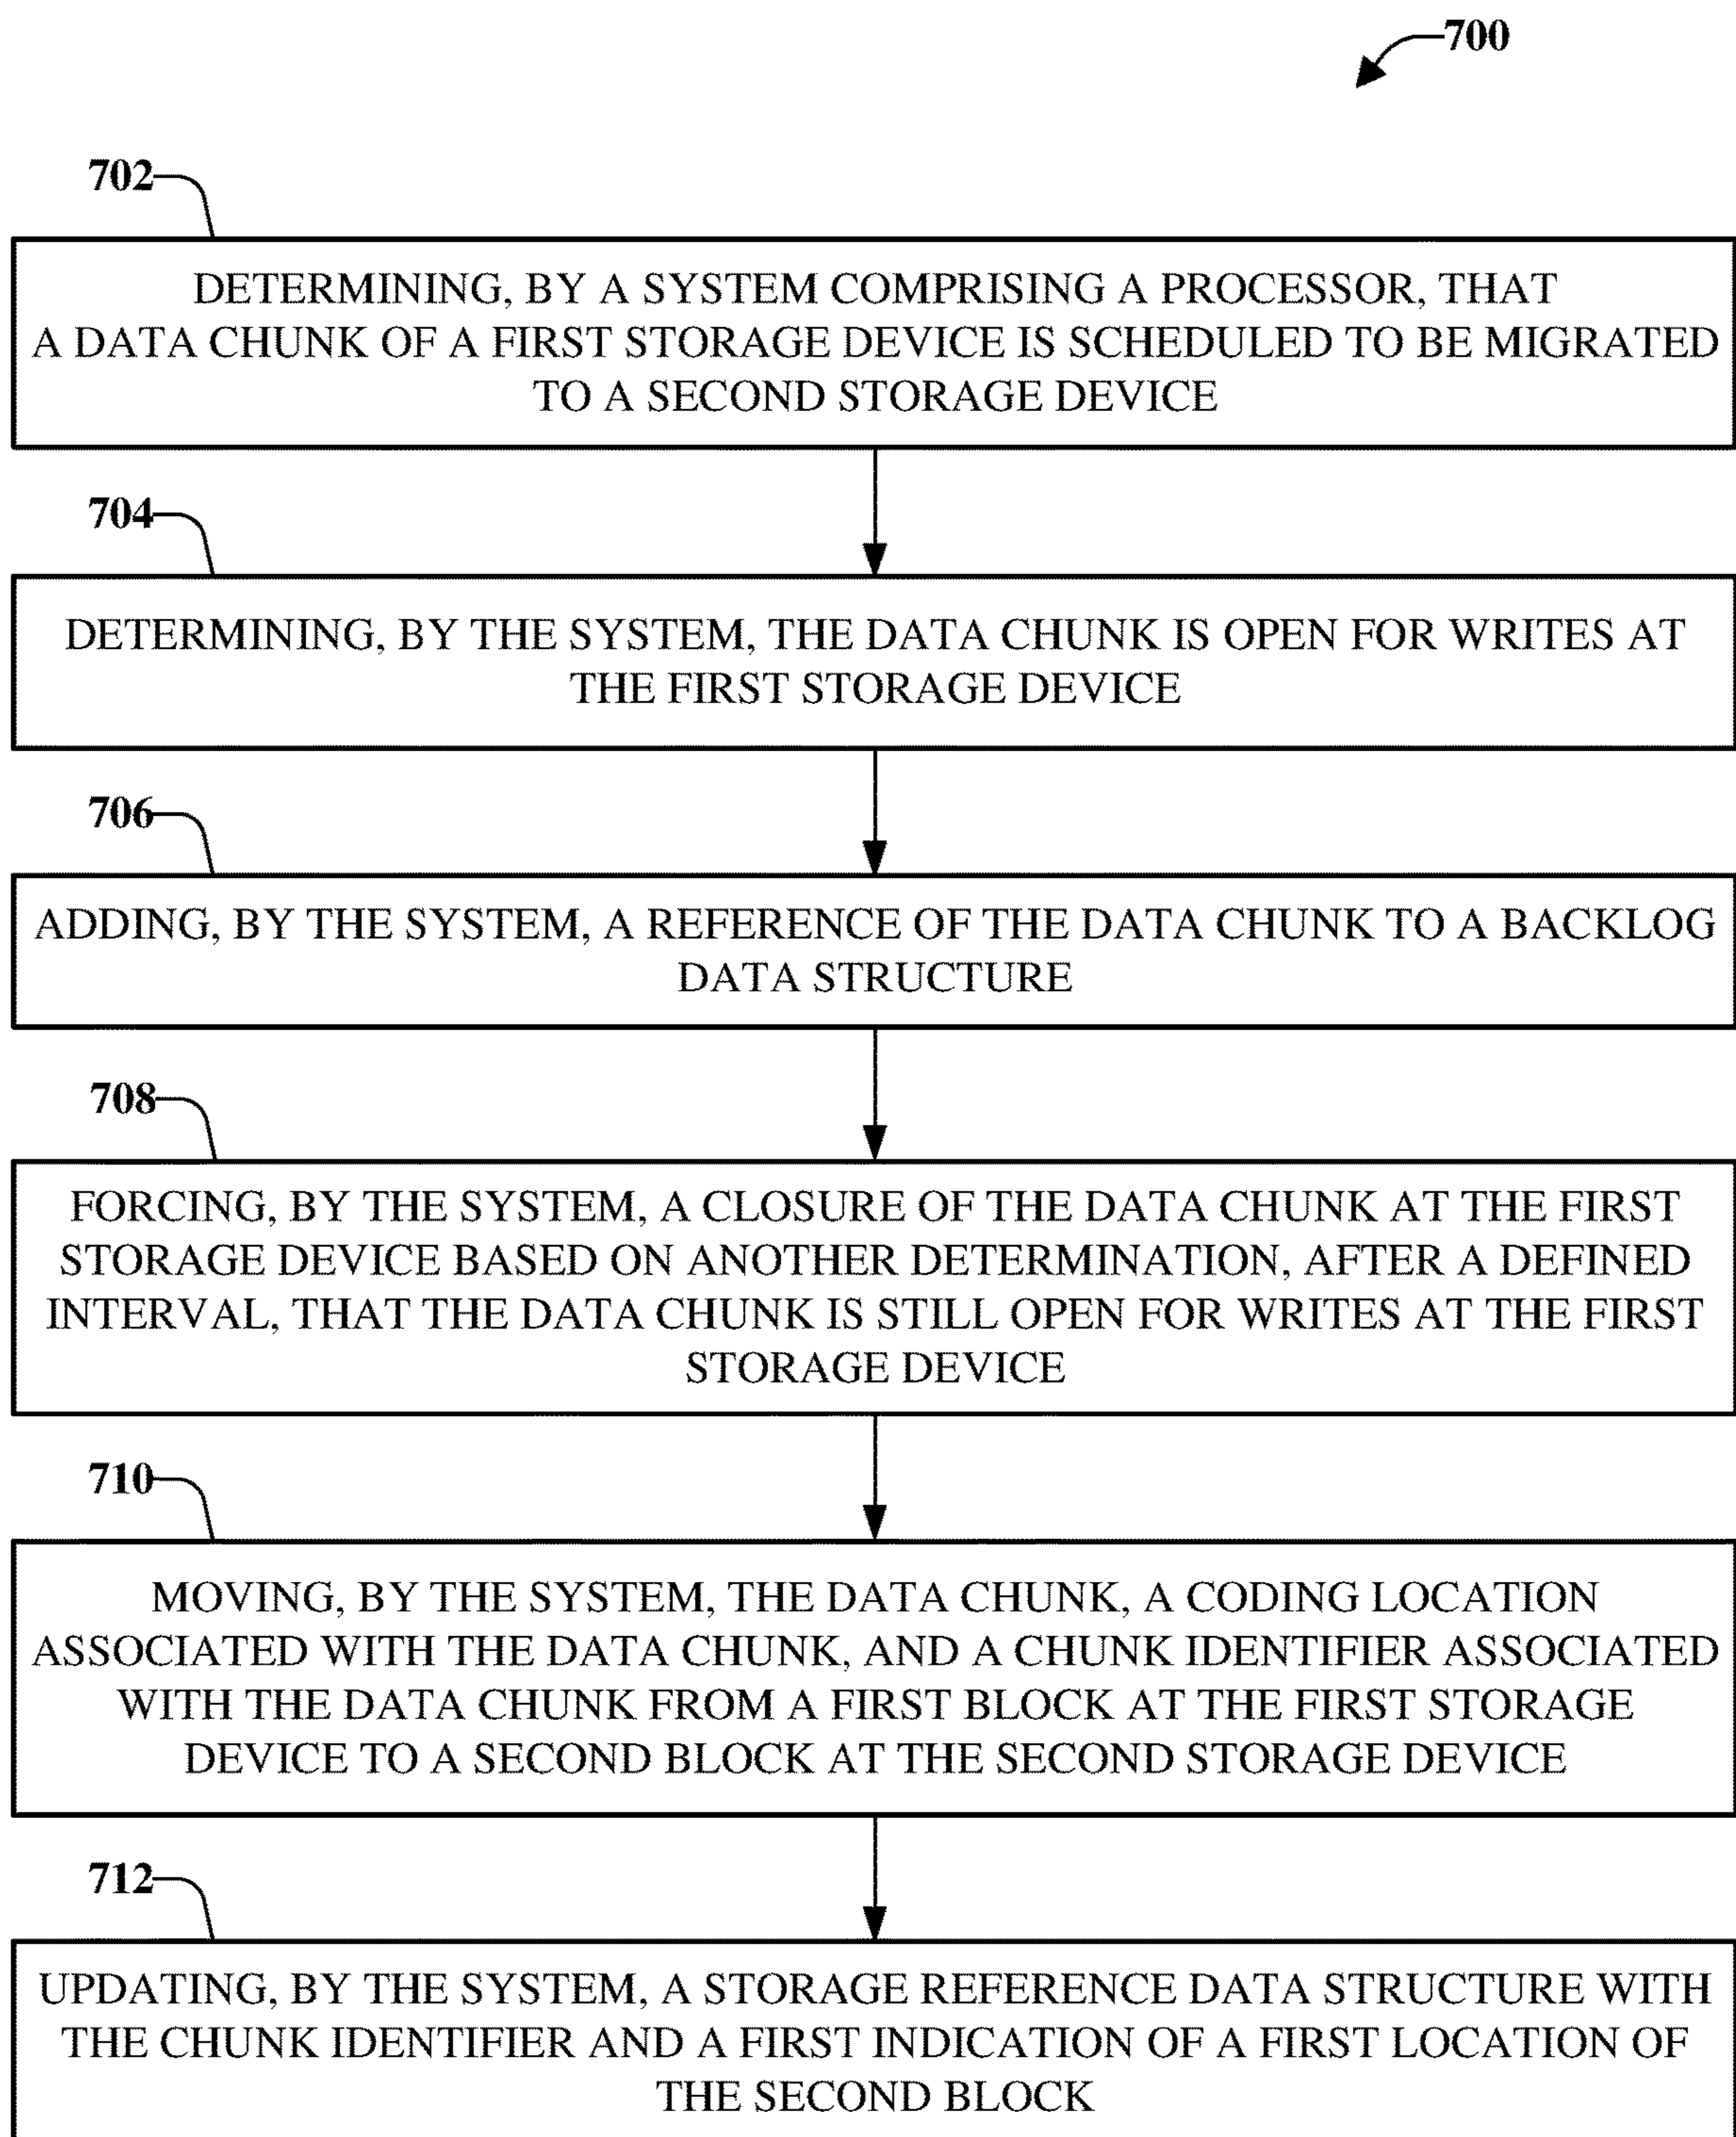 700
702
DETERMINING, BY A SYSTEM COMPRISING A PROCESSOR, THAT
A DATA CHUNK OF A FIRST STORAGE DEVICE IS SCHEDULED TO BE MIGRATED
TO A SECOND STORAGE DEVICE
704
DETERMINING, BY THE SYSTEM, THE DATA CHUNK IS OPEN FOR WRITES AT
THE FIRST STORAGE DEVICE
706
ADDING, BY THE SYSTEM, A REFERENCE OF THE DATA CHUNK TO A BACKLOG
DATA STRUCTURE
708
FORCING, BY THE SYSTEM, A CLOSURE OF THE DATA CHUNK AT THE FIRST
STORAGE DEVICE BASED ON ANOTHER DETERMINATION, AFTER A DEFINED
INTERVAL, THAT THE DATA CHUNK IS STILL OPEN FOR WRITES AT THE FIRST
STORAGE DEVICE
710
MOVING, BY THE SYSTEM, THE DATA CHUNK, A CODING LOCATION
ASSOCIATED WITH THE DATA CHUNK, AND A CHUNK IDENTIFIER ASSOCIATED
WITH THE DATA CHUNK FROM A FIRST BLOCK AT THE FIRST STORAGE
DEVICE TO A SECOND BLOCK AT THE SECOND STORAGE DEVICE
712
UPDATING, BY THE SYSTEM, A STORAGE REFERENCE DATA STRUCTURE WITH
THE CHUNK IDENTIFIER AND A FIRST INDICATION OF A FIRST LOCATION OF
THE SECOND BLOCK